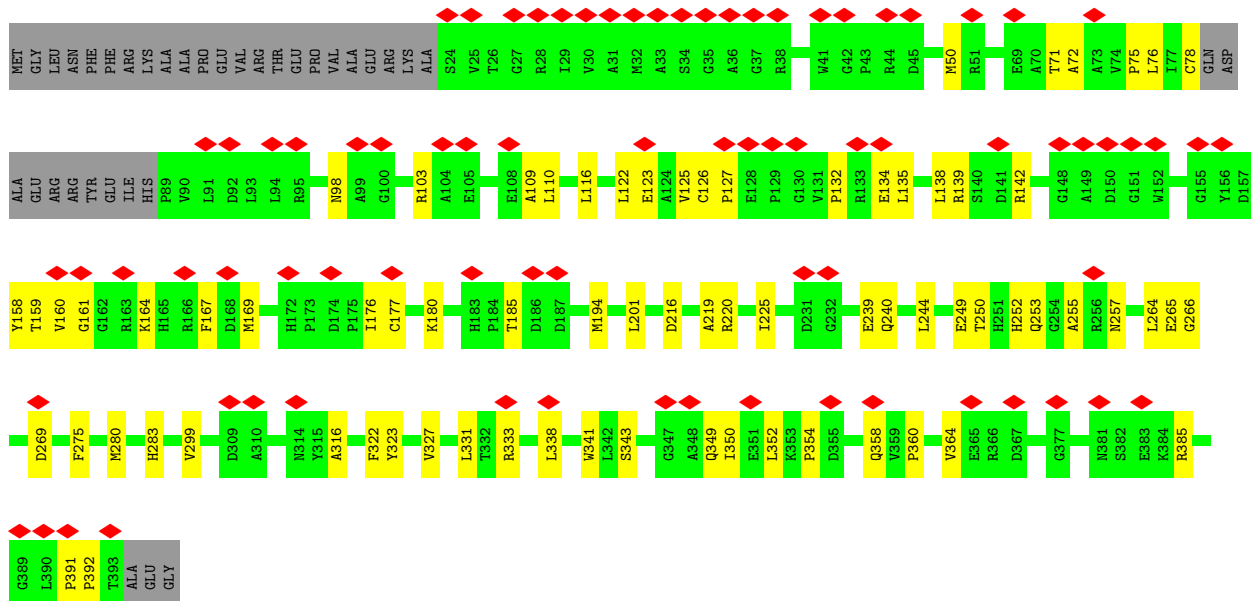 MET GLY LEU ASN PHE PHE ARG LYS ALA ALA PRO GLU VAL ARG THR GLU PRO VAL ALA GLU ARG LYS ALA S24 V25 T26 G27 R28 I29 V30 A31 M32 A33 S34 G35 A36 G37 R38 W41 G42 P43 R44 D45 M50 R51 E69 A70 T71 A72 A73 V74 P75 L76 I77 C78 GLN ASP
ALA GLU ARG ARG TYR GLU ILE HIS P89 V90 L91 D92 L93 L94 R95 N98 A99 G100 R103 A104 E105 E108 A109 L110 L116 L122 E123 A124 V125 C126 P127 E128 P129 G130 V131 P132 R133 E134 L135 L138 R139 S140 D141 R142 G148 A149 D150 G151 W152 G155 Y156 D157
Y158 T159 V160 G161 G162 R163 K164 H165 R166 F167 D168 M169 H172 P173 D174 P175 I176 C177 K180 H183 P184 T185 D186 D187 M194 L201 D216 A219 R220 I225 D231 G232 E239 Q240 L244 E249 T250 H251 H252 Q253 G254 A255 R256 N257 L264 E265 G266
D269 F275 M280 H283 V299 D309 A310 N314 Y315 A316 F322 Y323 V327 L331 T332 R333 L338 W341 L342 S343 G347 A348 Q349 I350 E351 L352 K353 P354 D355 Q358 V359 P360 V364 E365 R366 D367 G377 N381 S382 E383 K384 R385
G389 L390 P391 P392 T393 ALA GLU GLY